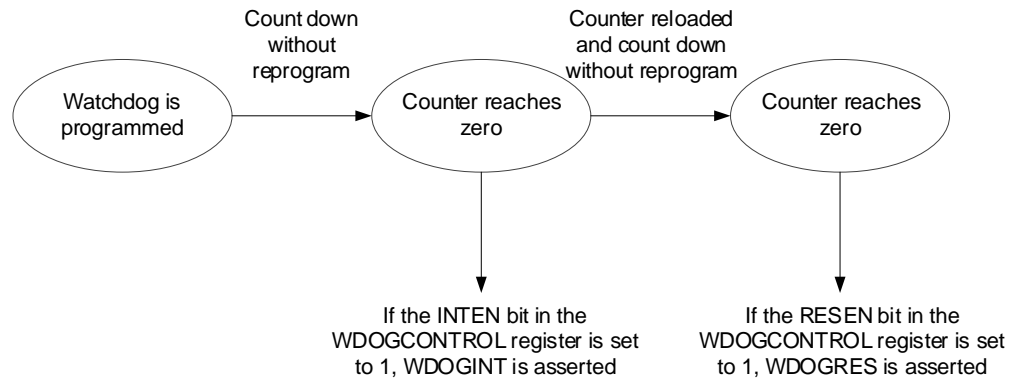 Count down
without
reprogram
Counter reloaded
and count down
without reprogram
Watchdog is
programmed
Counter reaches
zero
Counter reaches
zero
If the INTEN bit in the
WDOGCONTROL register is set
to 1, WDOGINT is asserted
If the RESEN bit in the
WDOGCONTROL register is set
to 1, WDOGRES is asserted